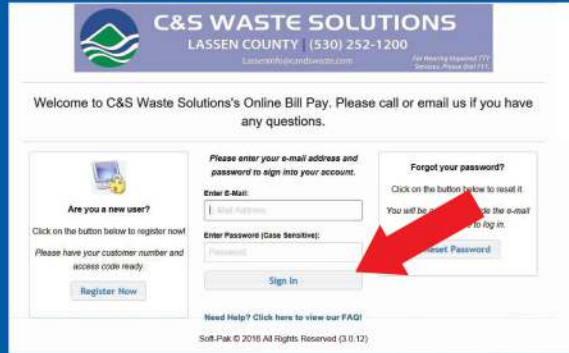 C&S WASTE SOLUTIONS
LASSEN COUNTY | (530) 252-1200
Lasseninfo@candswaste.com
For Hearing Impaired TTY
Services, Please Dial 711.
Welcome to C&S Waste Solutions's Online Bill Pay. Please call or email us if you have
any questions.
Are you a new user?
Click on the button below to register now!
Please have your customer number and
access code ready.
Register Now
Please enter your e-mail address and
password to sign into your account.
Enter E-Mail:
E-Mail Address
Enter Password (Case Sensitive):
Password
Sign In
Need Help? Click here to view our FAQ!
Forgot your password?
Click on the button below to reset it.
You will be the e-mail
to log in.
Reset Password
Soft-Pak © 2016 All Rights Reserved (3.0.12)